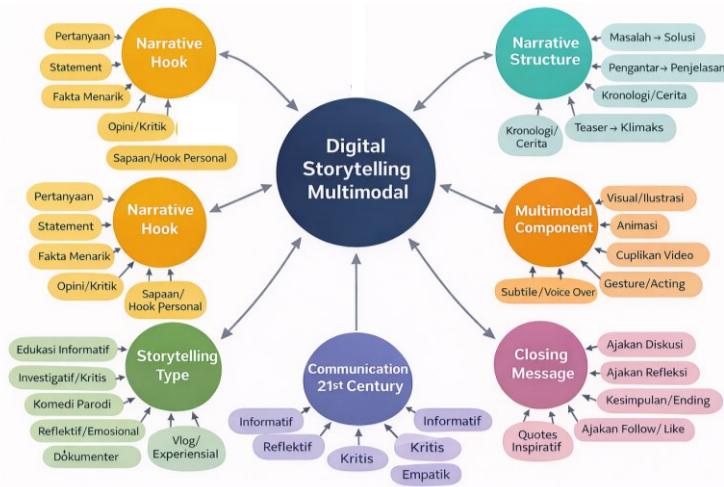 Narrative
Hook
Pertanyaan
Statement
Fakta Menarik
Opini/Kritik
Sapaan/Hook Personal
Narrative
Structure
Masalah → Solusi
Pengantar → Penjelasan
Kronologi/Cerita
Kronologi/
Cerita
Teaser → Klimaks
Digital
Storytelling
Multimodal
Narrative
Hook
Pertanyaan
Statement
Fakta Menarik
Opini/Kritik
Sapaan/
Hook Personal
Multimodal
Component
Visual/Ilustrasi
Animasi
Cuplikan Video
Gesture/Acting
Subtile/Voice Over
Storytelling
Type
Edukasi Informatif
Investigatif/Kritis
Komedi Parodi
Reflektif/Emosional
Dokumenter
Vlog/
Experiensial
Communication
21st Century
Informatif
Reflektif
Kritis
Informatif
Kritis
Empatik
Closing
Message
Ajakan Diskusi
Ajakan Refleksi
Kesimpulan/Ending
Ajakan Follow/ Like
Quotes
Inspiratif